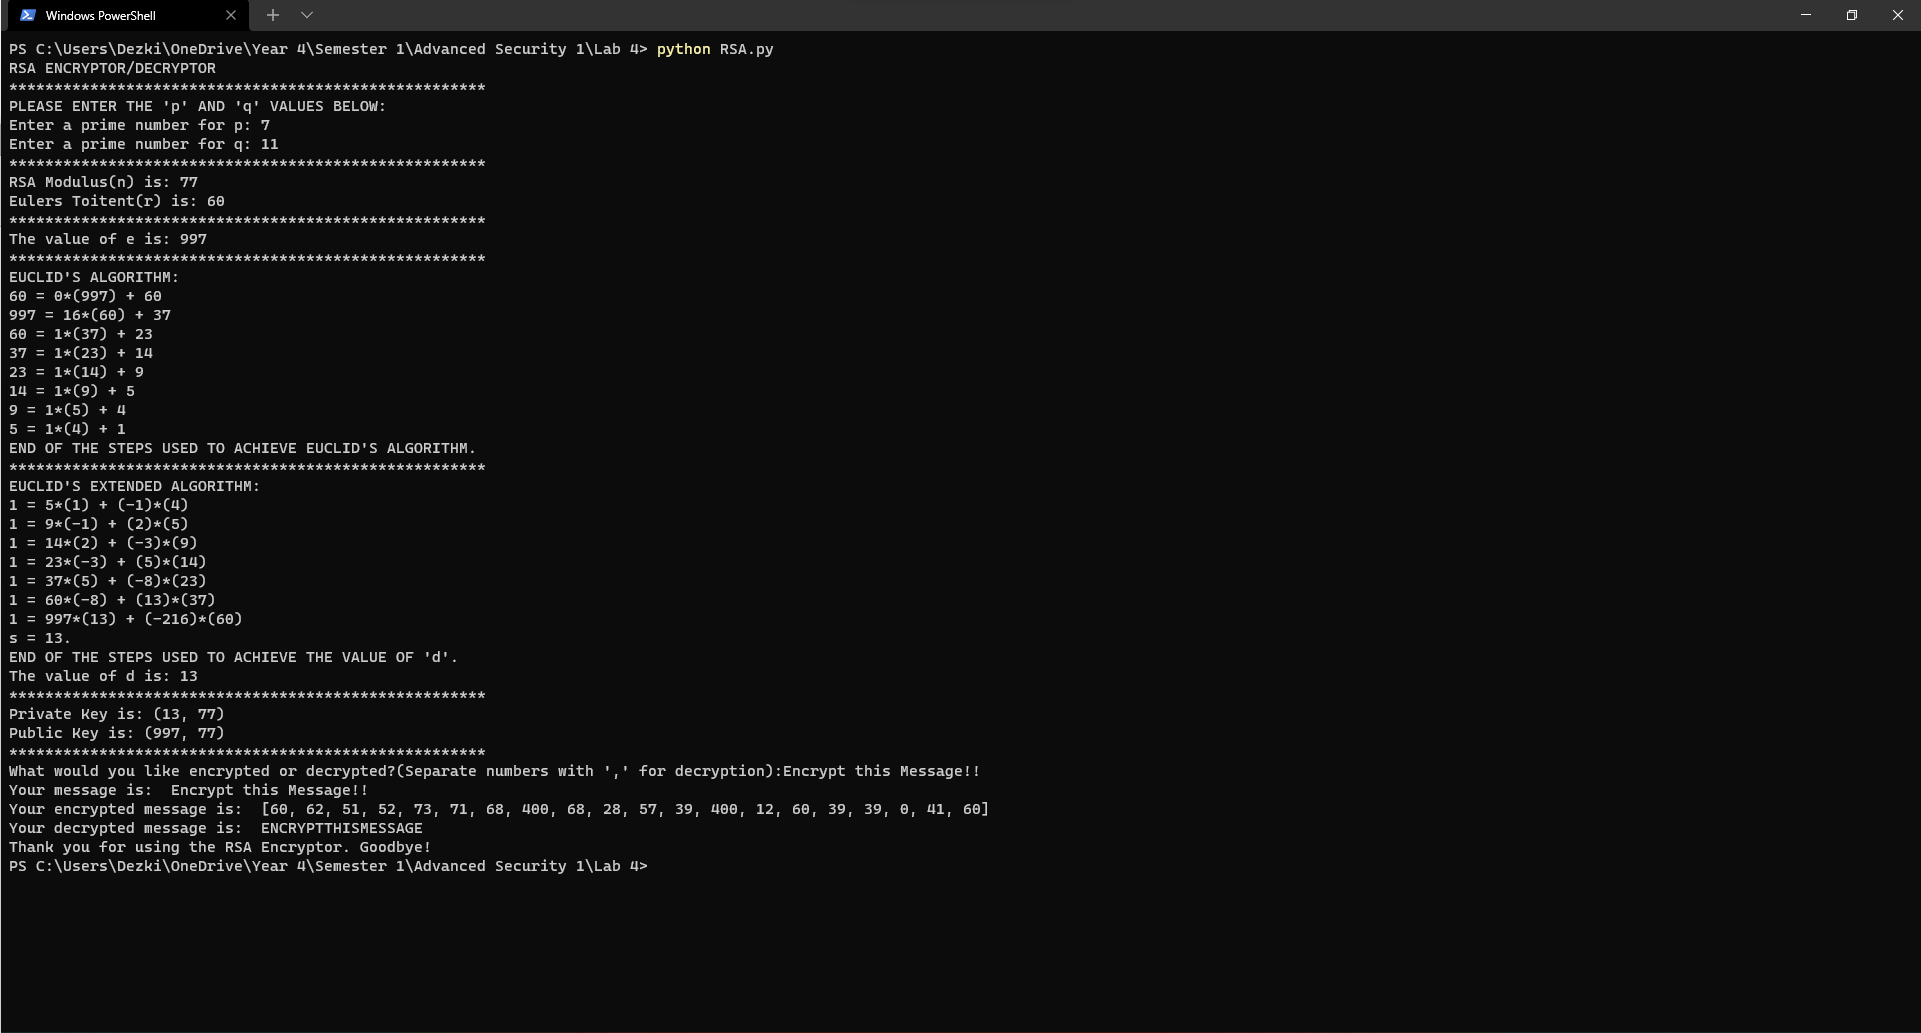 Windows PowerShell
PS C:\Users\Dezki\OneDrive\Year 4\Semester 1\Advanced Security 1\Lab 4> python RSA.py
RSA ENCRYPTOR/DECRYPTOR
*****************************************************
PLEASE ENTER THE 'p' AND 'q' VALUES BELOW:
Enter a prime number for p: 7
Enter a prime number for q: 11
*****************************************************
RSA Modulus(n) is: 77
Eulers Toitent(r) is: 60
*****************************************************
The value of e is: 997
*****************************************************
EUCLID'S ALGORITHM:
60 = 0*(997) + 60
997 = 16*(60) + 37
60 = 1*(37) + 23
37 = 1*(23) + 14
23 = 1*(14) + 9
14 = 1*(9) + 5
9 = 1*(5) + 4
5 = 1*(4) + 1
END OF THE STEPS USED TO ACHIEVE EUCLID'S ALGORITHM.
*****************************************************
EUCLID'S EXTENDED ALGORITHM:
1 = 5*(1) + (-1)*(4)
1 = 9*(-1) + (2)*(5)
1 = 14*(2) + (-3)*(9)
1 = 23*(-3) + (5)*(14)
1 = 37*(5) + (-8)*(23)
1 = 60*(-8) + (13)*(37)
1 = 997*(13) + (-216)*(60)
s = 13.
END OF THE STEPS USED TO ACHIEVE THE VALUE OF 'd'.
The value of d is: 13
*****************************************************
Private Key is: (13, 77)
Public Key is: (997, 77)
*****************************************************
What would you like encrypted or decrypted?(Separate numbers with ',' for decryption):Encrypt this Message!!
Your message is:  Encrypt this Message!!
Your encrypted message is:  [60, 62, 51, 52, 73, 71, 68, 400, 68, 28, 57, 39, 400, 12, 60, 39, 39, 0, 41, 60]
Your decrypted message is:  ENCRYPTTHISMESSAGE
Thank you for using the RSA Encryptor. Goodbye!
PS C:\Users\Dezki\OneDrive\Year 4\Semester 1\Advanced Security 1\Lab 4>